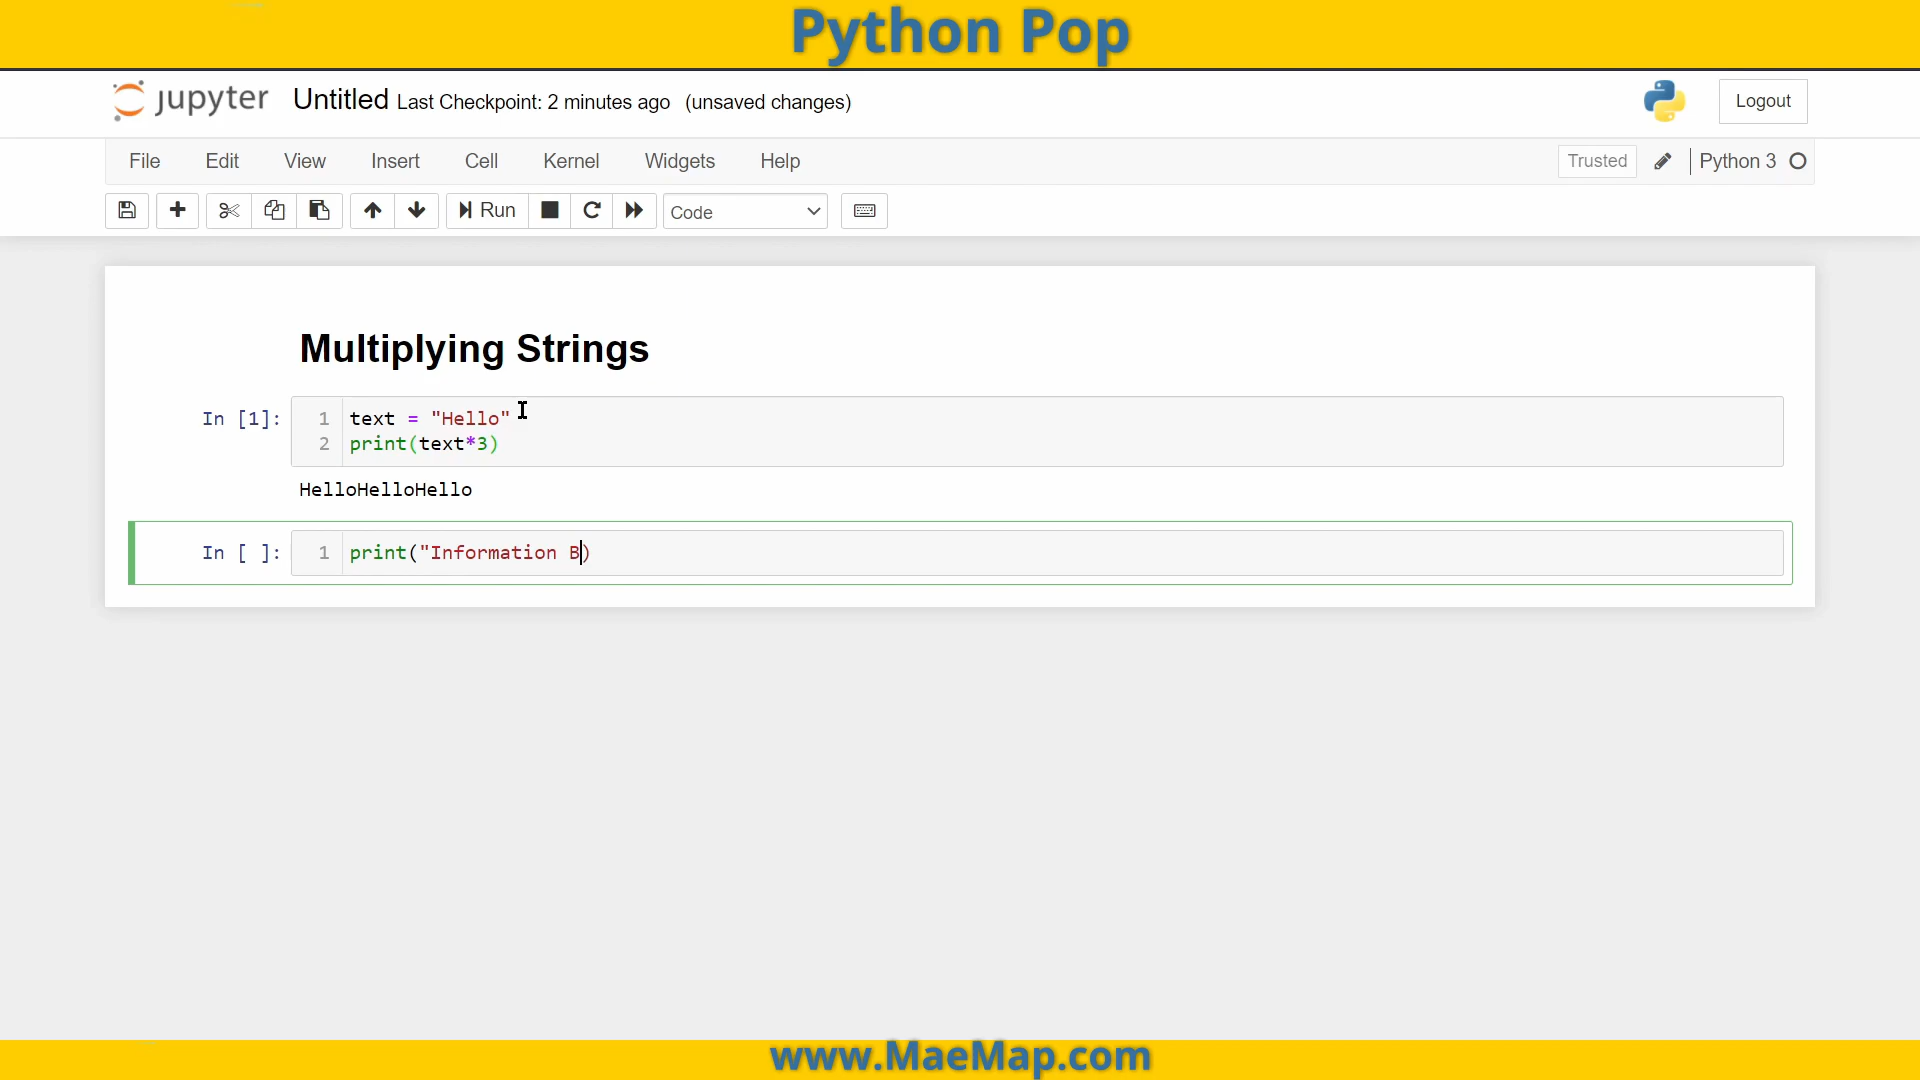 Python Pop
jupyter Untitled Last Checkpoint: 2 minutes ago (unsaved changes) Logout
File Edit View Insert Cell Kernel Widgets Help Trusted Python 3
Run Code
Multiplying Strings
In [1]: 1 text = "Hello"
2 print(text*3)
HelloHelloHello
In [ ]: 1 print("Information B)
www.MaeMap.com